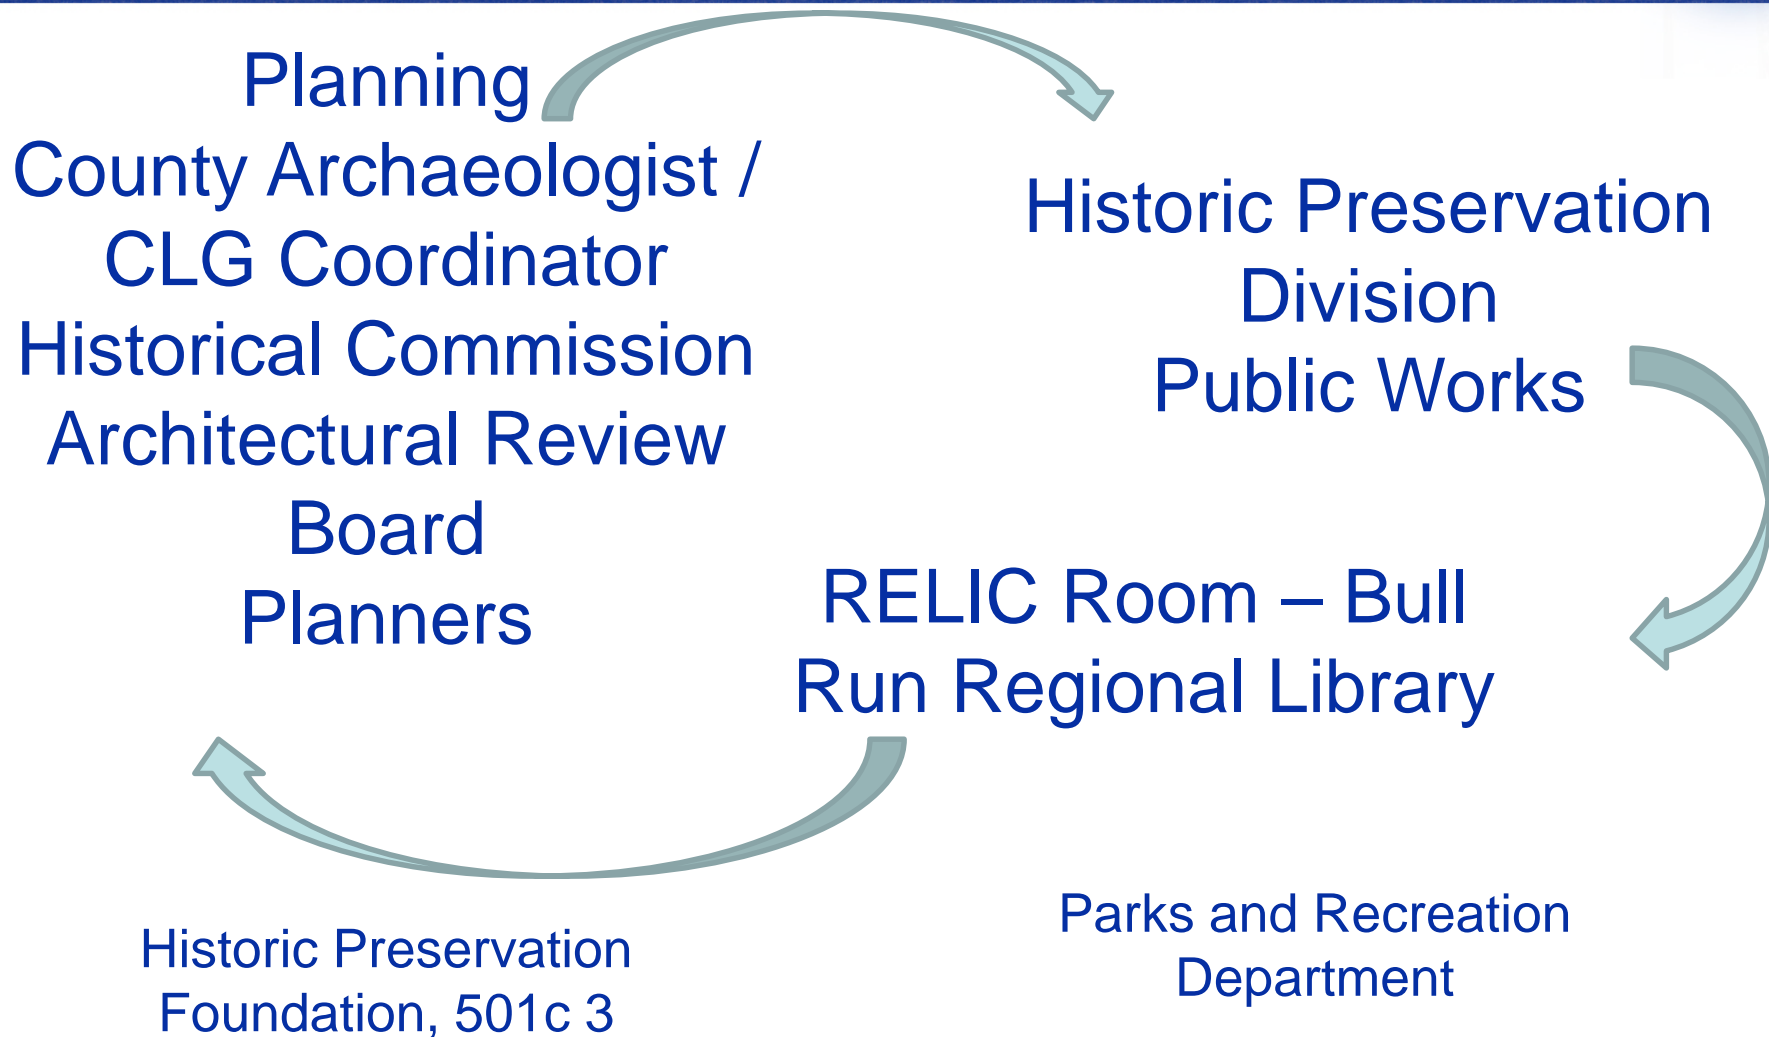 Planning
County Archaeologist /
CLG Coordinator
Historical Commission
Architectural Review
Board
Planners
Historic Preservation
Division
Public Works
RELIC Room – Bull
Run Regional Library
Historic Preservation
Foundation, 501c 3
Parks and Recreation
Department